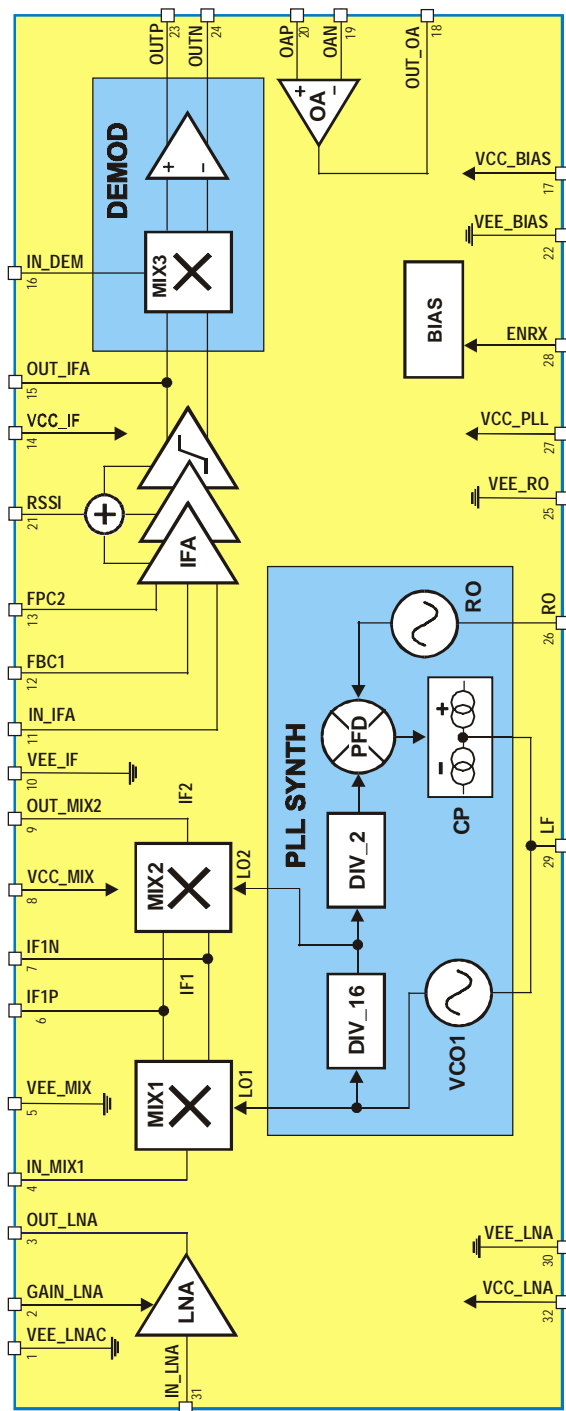 OUTP
23
OUTN
24
OAP
20
OAN
19
OUT_OA
18
+
−
OA
DEMOD
+
−
MIX3
IN_DEM
16
OUT_IFA
15
VCC_IF
14
RSSI
21
+
IFA
FPC2
13
FBC1
12
IN_IFA
11
VEE_IF
10
OUT_MIX2
9
IF2
VCC_MIX
8
MIX2
LO2
IF1N
7
IF1
IF1P
6
VEE_MIX
5
MIX1
LO1
IN_MIX1
4
OUT_LNA
3
GAIN_LNA
2
LNA
VEE_LNAC
1
IN_LNA
31
VCC_BIAS
17
VEE_BIAS
22
BIAS
ENRX
28
VCC_PLL
27
VEE_RO
25
RO
RO
26
PFD
PLL SYNTH
+
−
CP
DIV_2
LF
29
DIV_16
VCO1
VEE_LNA
30
VCC_LNA
32